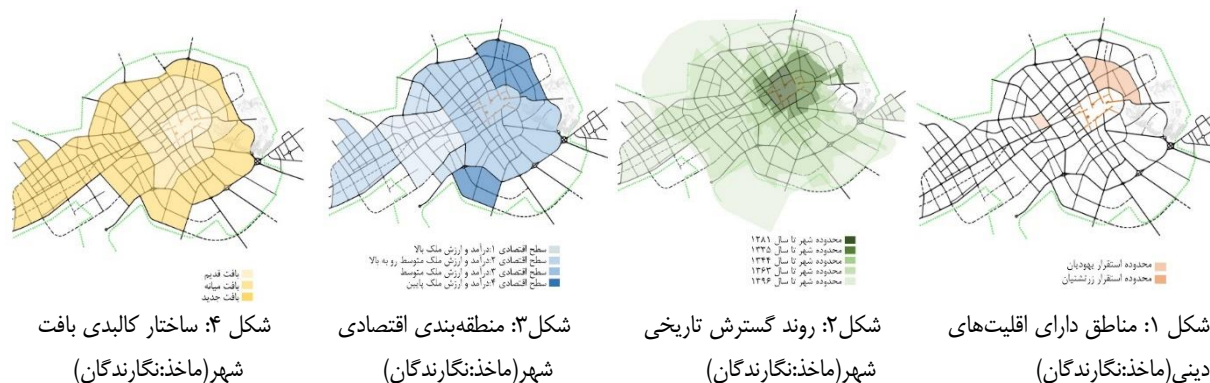 محدوده استقرار یهودیان
محدوده استقرار زرتشتیان
شکل ۱: مناطق دارای اقلیت‌های
دینی(ماخذ:نگارندگان)
محدوده شهر تا سال ۱۲۸۱
محدوده شهر تا سال ۱۳۳۵
محدوده شهر تا سال ۱۳۴۴
محدوده شهر تا سال ۱۳۶۳
محدوده شهر تا سال ۱۳۹۶
شکل۲: روند گسترش تاریخی
شهر(ماخذ:نگارندگان)
سطح اقتصادی ۱:درآمد و ارزش ملک بالا
سطح اقتصادی ۲:درآمد و ارزش ملک متوسط رو به بالا
سطح اقتصادی ۳:درآمد و ارزش ملک متوسط
سطح اقتصادی ۴:درآمد و ارزش ملک پایین
شکل۳: منطقه‌بندی اقتصادی
شهر(ماخذ:نگارندگان)
بافت قدیم
بافت میانه
بافت جدید
شکل ۴: ساختار کالبدی بافت
شهر(ماخذ:نگارندگان)